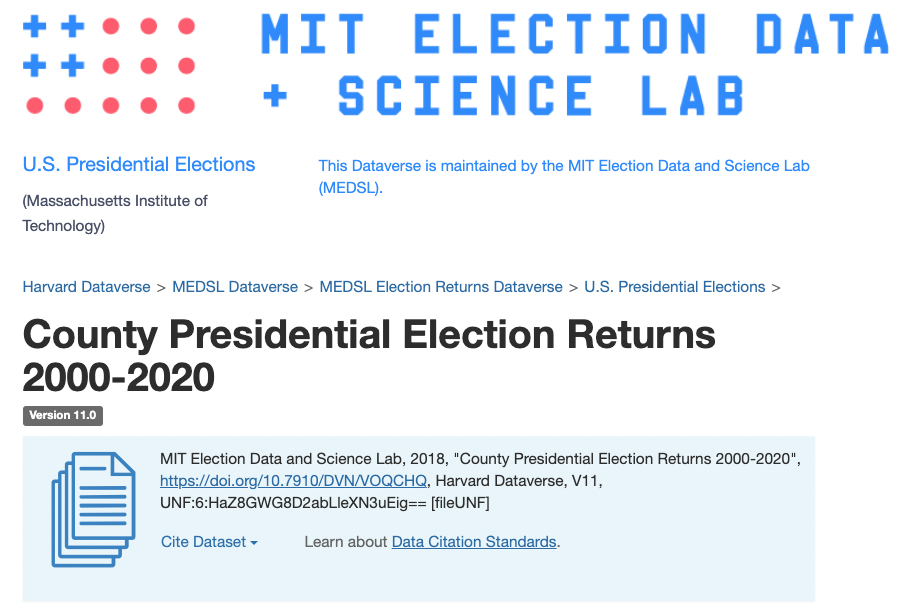 MIT ELECTION DATA
+ SCIENCE LAB
U.S. Presidential Elections
(Massachusetts Institute of
Technology)
This Dataverse is maintained by the MIT Election Data and Science Lab
(MEDSL).
Harvard Dataverse > MEDSL Dataverse > MEDSL Election Returns Dataverse > U.S. Presidential Elections >
County Presidential Election Returns
2000-2020
Version 11.0
MIT Election Data and Science Lab, 2018, "County Presidential Election Returns 2000-2020",
https://doi.org/10.7910/DVN/VOQCHQ, Harvard Dataverse, V11,
UNF:6:HaZ8GWG8D2abLleXN3uEig== [fileUNF]
Cite Dataset
Learn about Data Citation Standards.